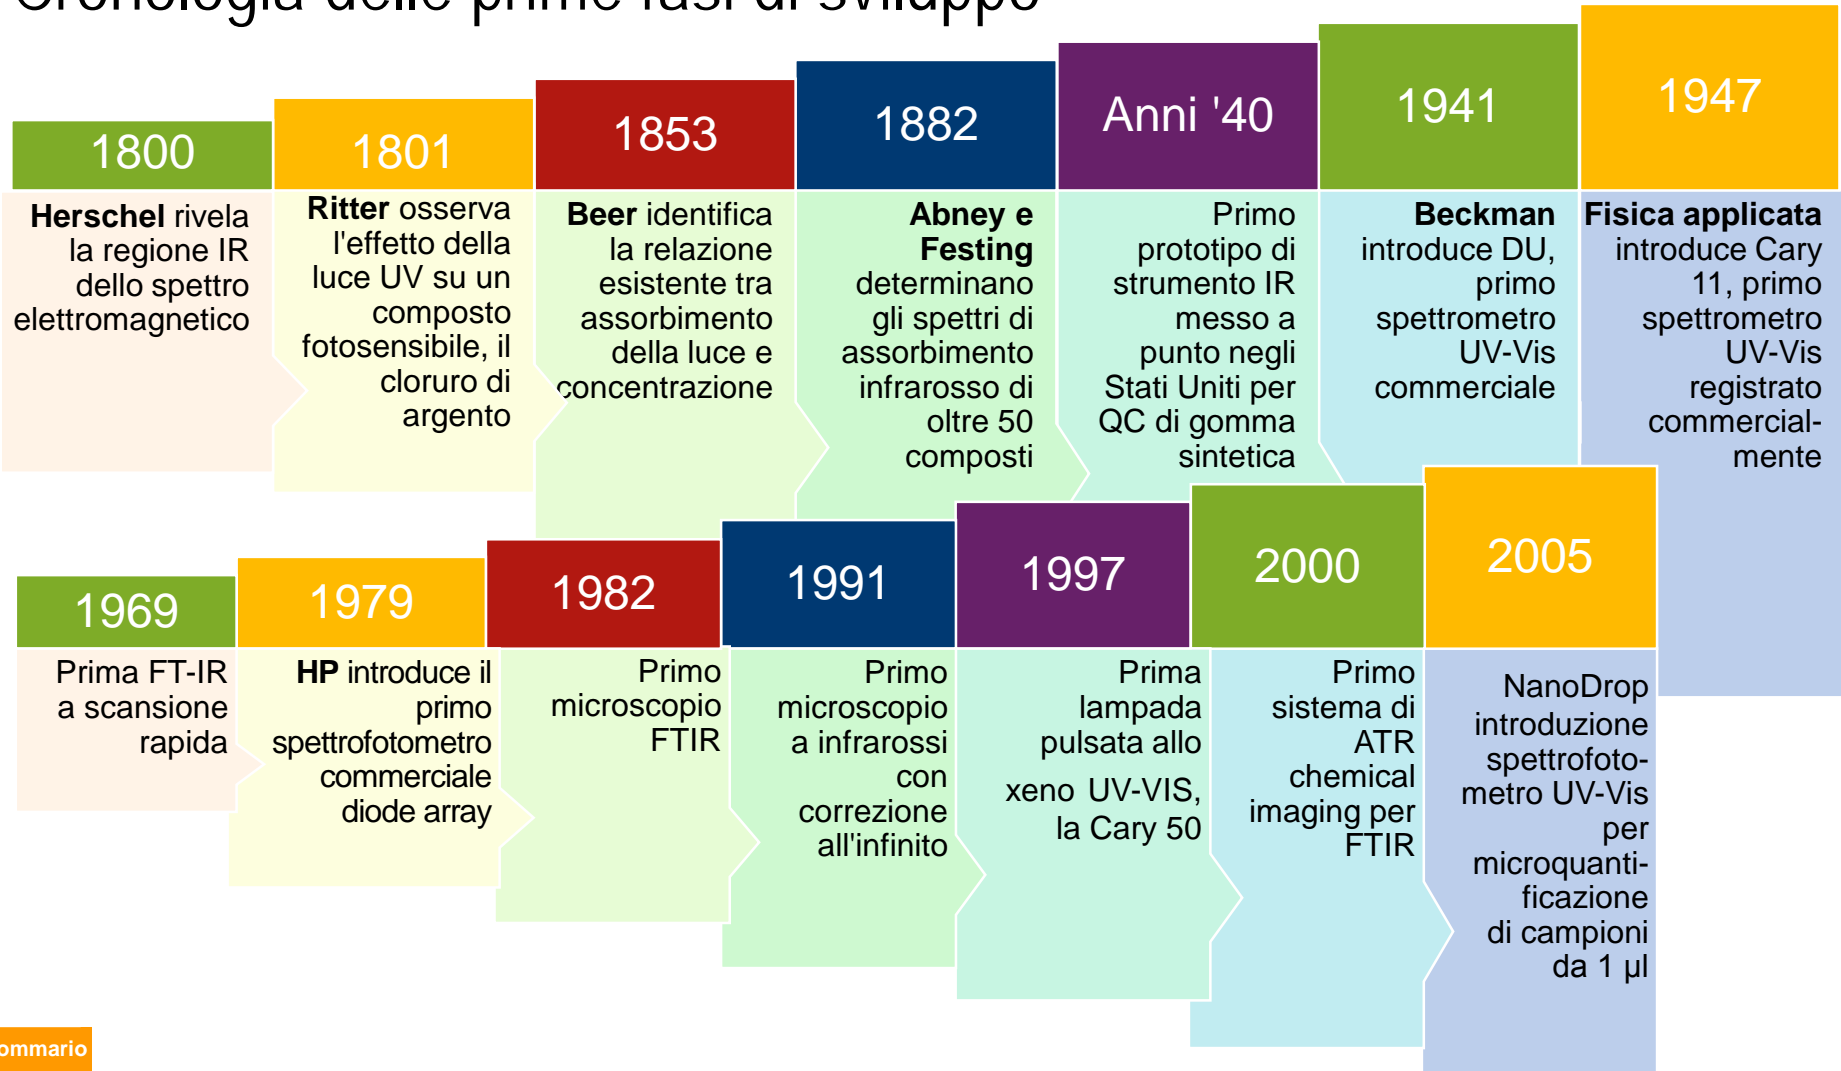 Cronologia delle prime fasi di sviluppo
1800
Herschel rivela
la regione IR
dello spettro
elettromagnetico
1801
Ritter osserva
l'effetto della
luce UV su un
composto
fotosensibile, il
cloruro di
argento
1853
Beer identifica
la relazione
esistente tra
assorbimento
della luce e
concentrazione
1882
Abney e
Festing
determinano
gli spettri di
assorbimento
infrarosso di
oltre 50
composti
Anni '40
Primo
prototipo di
strumento IR
messo a
punto negli
Stati Uniti per
QC di gomma
sintetica
1941
Beckman
introduce DU,
primo
spettrometro
UV-Vis
commerciale
1947
Fisica applicata
introduce Cary
11, primo
spettrometro
UV-Vis
registrato
commercial-
mente
1969
Prima FT-IR
a scansione
rapida
1979
HP introduce il
primo
spettrofotometro
commerciale
diode array
1982
Primo
microscopio
FTIR
1991
Primo
microscopio
a infrarossi
con
correzione
all'infinito
1997
Prima
lampada
pulsata allo
xeno UV-VIS,
la Cary 50
2000
Primo
sistema di
ATR
chemical
imaging per
FTIR
2005
NanoDrop
introduzione
spettrofoto-
metro UV-Vis
per
microquanti-
ficazione
di campioni
da 1 µl
ommario